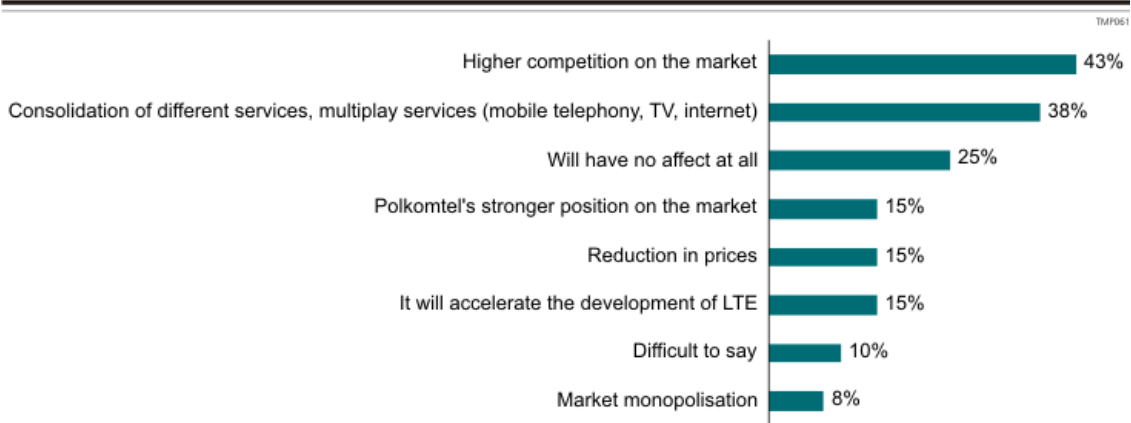 TMP061
Higher competition on the market 43%
Consolidation of different services, multiplay services (mobile telephony, TV, internet) 38%
Will have no affect at all 25%
Polkomtel's stronger position on the market 15%
Reduction in prices 15%
It will accelerate the development of LTE 15%
Difficult to say 10%
Market monopolisation 8%